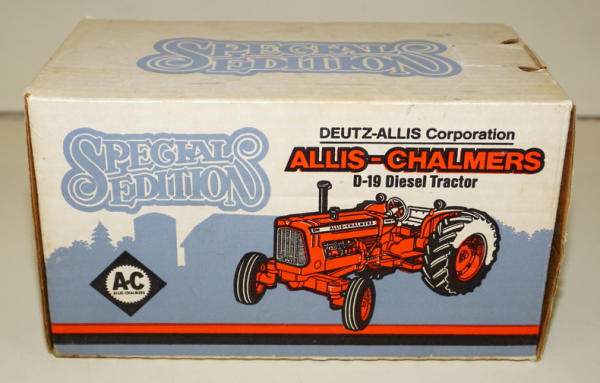 SPECIAL
EDITION
SPECIAL
EDITION
DEUTZ-ALLIS Corporation
ALLIS-CHALMERS
D-19 Diesel Tractor
ALLIS-CHALMERS
A-C
ALLIS-CHALMERS